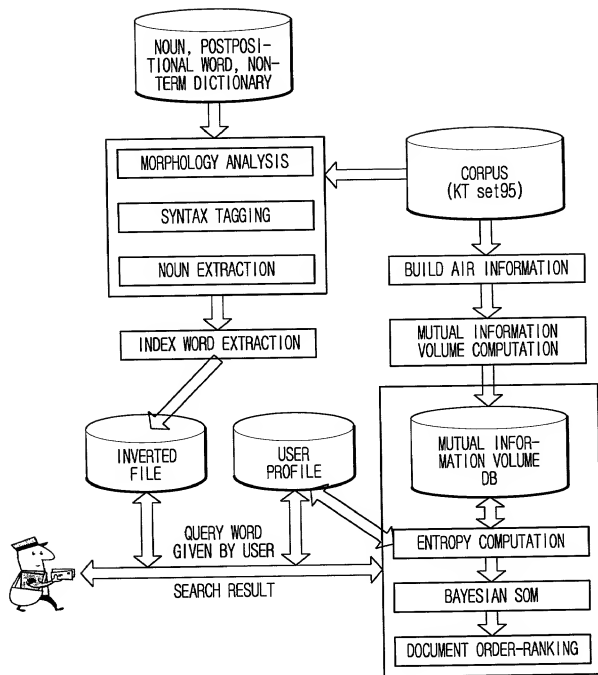 NOUN, POSTPOSI-
TIONAL WORD, NON-
TERM DICTIONARY
MORPHOLOGY ANALYSIS
SYNTAX TAGGING
NOUN EXTRACTION
CORPUS
(KT set95)
BUILD AIR INFORMATION
INDEX WORD EXTRACTION
MUTUAL INFORMATION
VOLUME COMPUTATION
INVERTED
FILE
USER
PROFILE
MUTUAL INFOR-
MATION VOLUME
DB
QUERY WORD
GIVEN BY USER
SEARCH RESULT
ENTROPY COMPUTATION
BAYESIAN SOM
DOCUMENT ORDER-RANKING